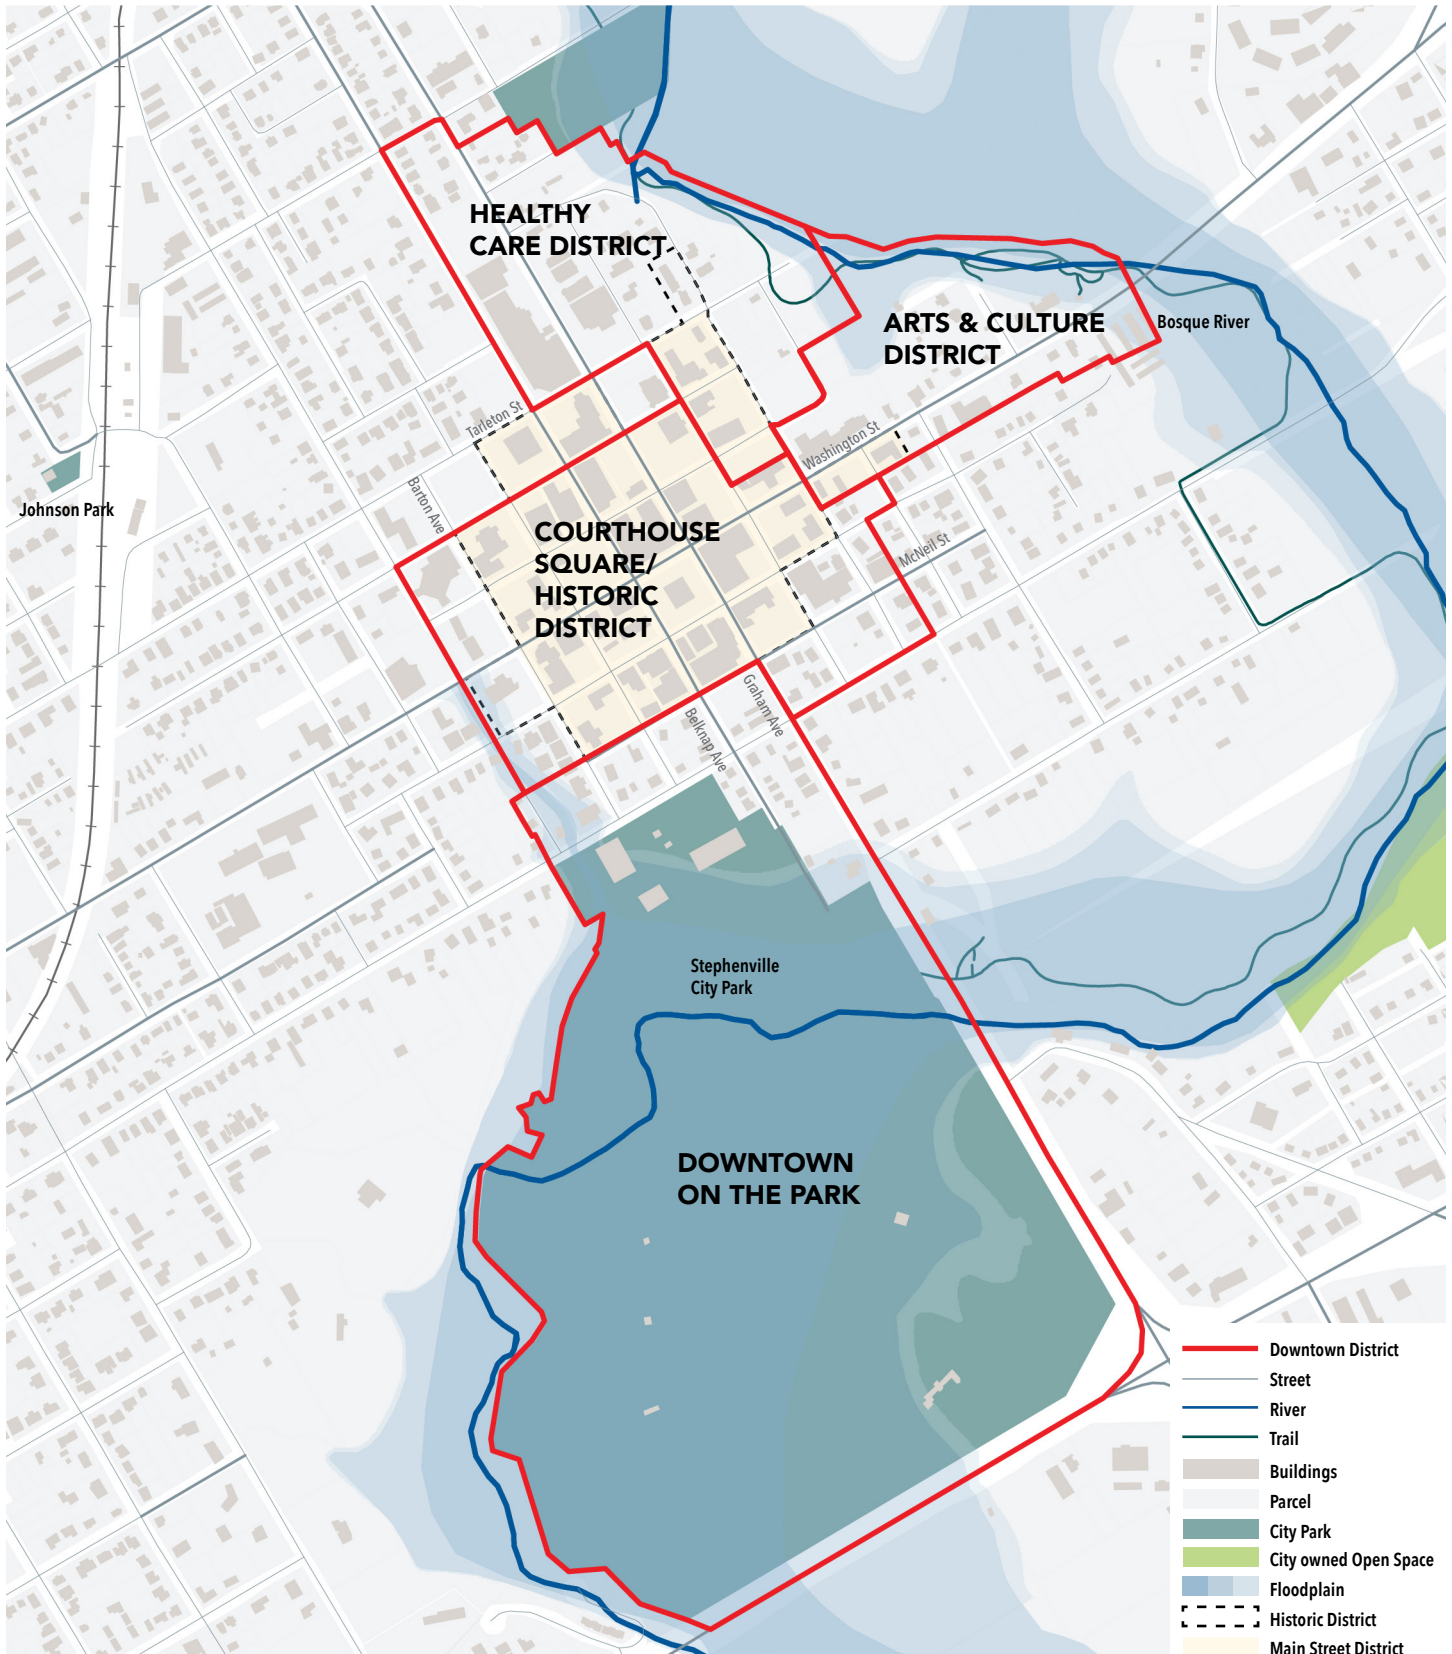 HEALTHY
CARE DISTRICT
ARTS & CULTURE
DISTRICT
Bosque River
Tarleton St
Washington St
Barton Ave
Johnson Park
COURTHOUSE
SQUARE/
HISTORIC
DISTRICT
McNeil St
Graham Ave
Belknap Ave
Stephenville
City Park
DOWNTOWN
ON THE PARK
Downtown District
Street
River
Trail
Buildings
Parcel
City Park
City owned Open Space
Floodplain
Historic District
Main Street District